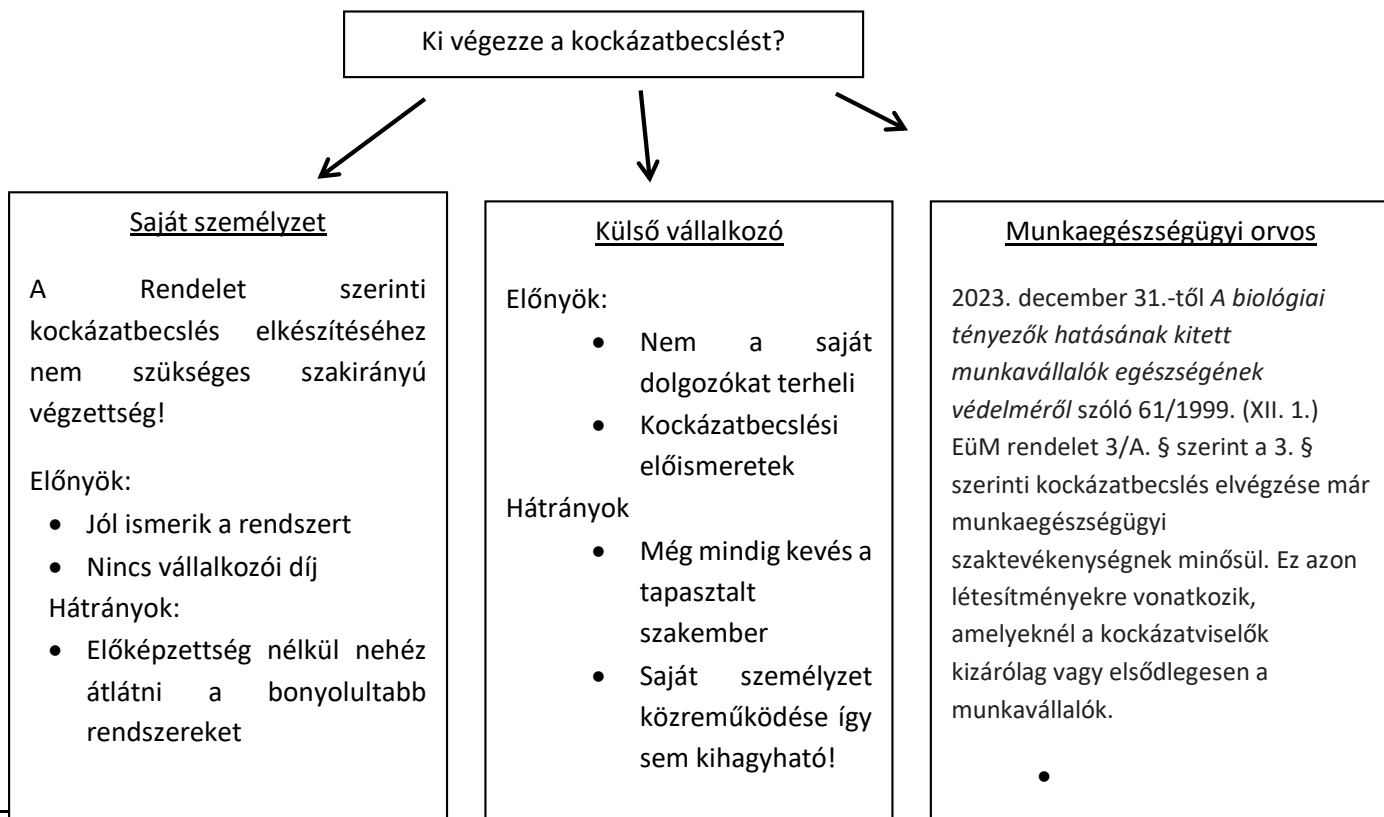 Ki végezze a kockázatbecslést?
Saját személyzet
A Rendelet szerinti
kockázatbecslés elkészítéséhez
nem szükséges szakirányú
végzettség!
Előnyök:
• Jól ismerik a rendszert
• Nincs vállalkozói díj
Hátrányok:
• Előképzettség nélkül nehéz
átlátni a bonyolultabb
rendszereket
Külső vállalkozó
Előnyök:
• Nem a saját
dolgozókat terheli
• Kockázatbecslési
előismeretek
Hátrányok
• Még mindig kevés a
tapasztalt
szakember
• Saját személyzet
közreműködése így
sem kihagyható!
Munkaegészségügyi orvos
2023. december 31.-től A biológiai
tényezők hatásának kitett
munkavállalók egészségének
védelméről szóló 61/1999. (XII. 1.)
EüM rendelet 3/A. § szerint a 3. §
szerinti kockázatbecslés elvégzése már
munkaegészségügyi
szaktevékenységnek minősül. Ez azon
létesítményekre vonatkozik,
amelyeknél a kockázatviselők
kizárólag vagy elsődlegesen a
munkavállalók.
•